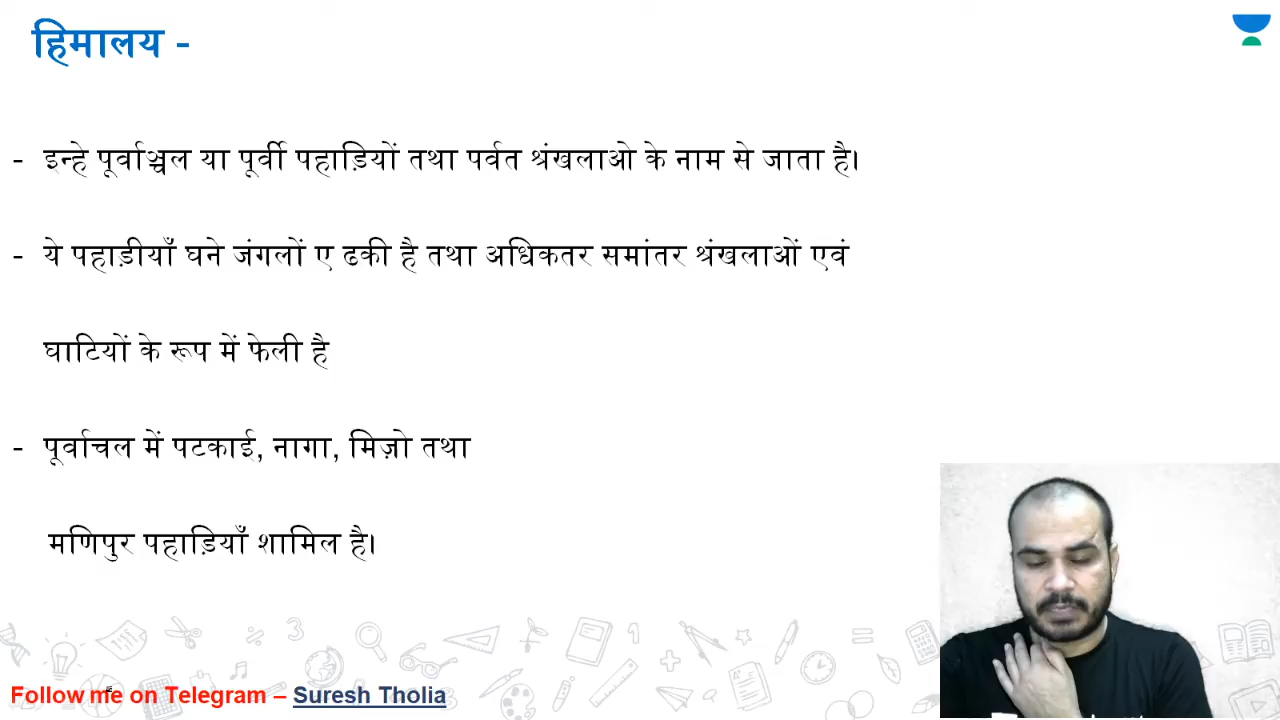 हिमालय -
- इन्हे पूर्वाञ्चल या पूर्वी पहाड़ियों तथा पर्वत श्रंखलाओ के नाम से जाता है।
- ये पहाड़ीयाँ घने जंगलों ए ढकी है तथा अधिकतर समांतर श्रंखलाओं एवं
घाटियों के रूप में फेली है
- पूर्वाचल में पटकाई, नागा, मिज़ो तथा
मणिपुर पहाड़ियाँ शामिल है।
Follow me on Telegram – Suresh Tholia